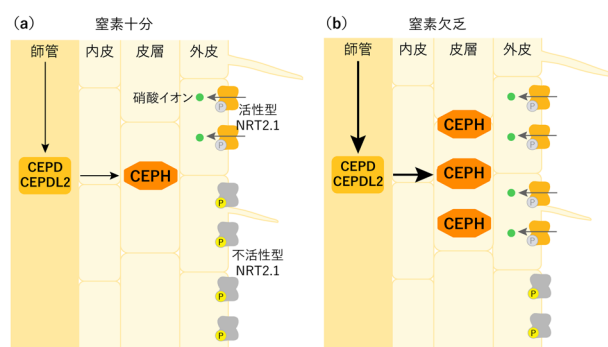 (a) 窒素十分
師管 内皮 皮層 外皮
硝酸イオン
P
活性型
NRT2.1
P
CEPD
CEPDL2
CEPH
P
P
不活性型
NRT2.1
P
P
(b) 窒素欠乏
師管 内皮 皮層 外皮
P
CEPH
P
CEPD
CEPDL2
CEPH
P
CEPH
P
P
P